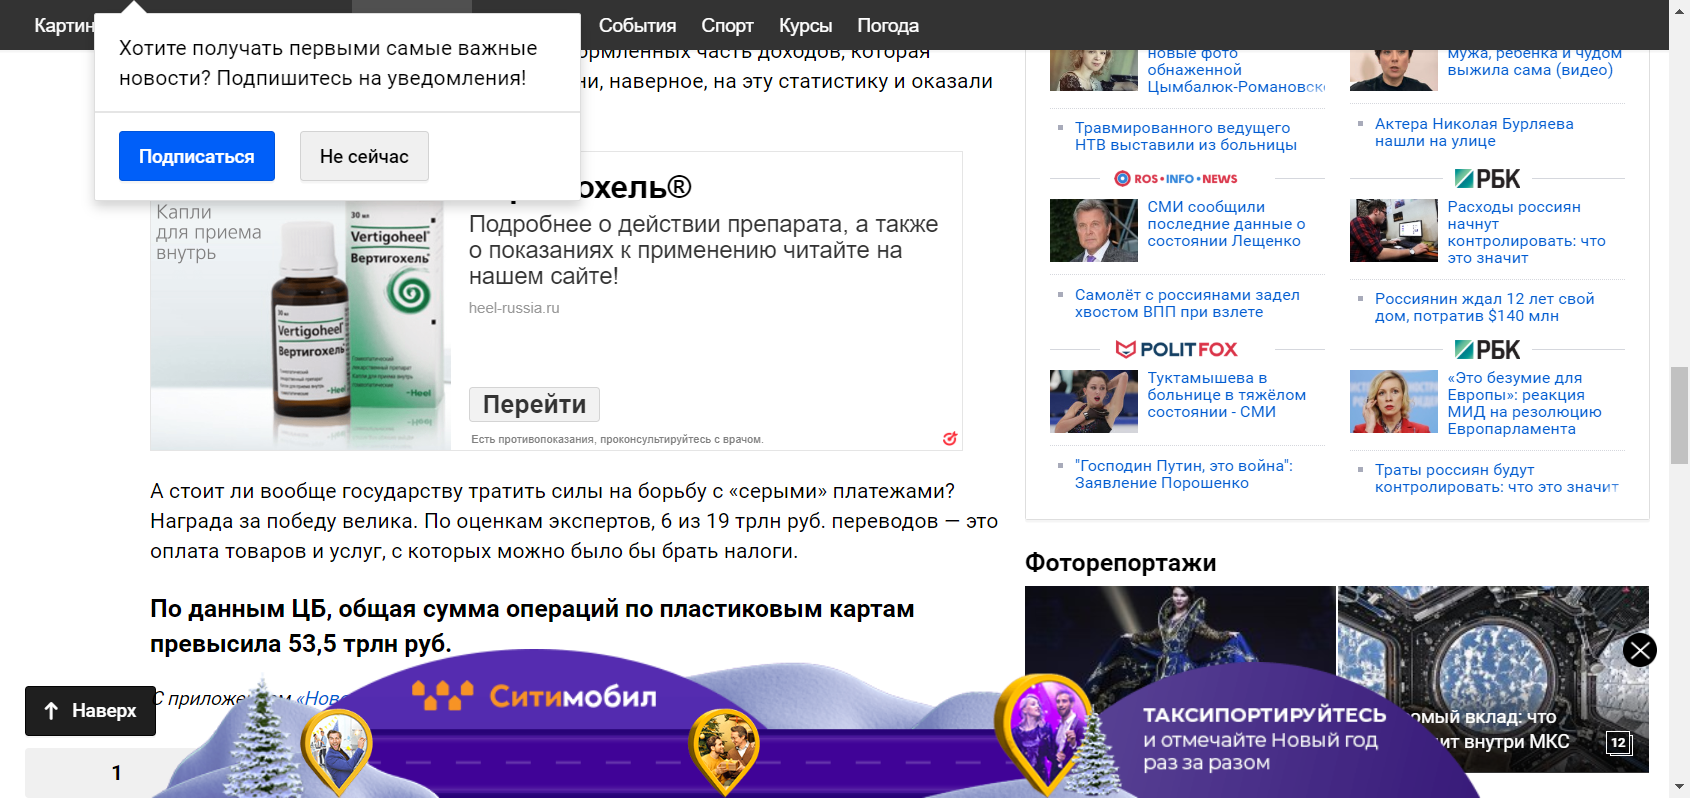 События Спорт Курсы Погода
Хотите получать первыми самые важные
новости? Подпишитесь на уведомления!
Подписаться
Не сейчас
часть доходов, которая
наверное, на эту статистику и оказали
Капли
для приема
внутрь
30 мл
Vertigoheel
Вертигохель
-Heel
30 мл
Vertigoheel
Вертигохель
-Heel
Подробнее о действии препарата, а также
о показаниях к применению читайте на
нашем сайте!
heel-russia.ru
Перейти
Есть противопоказания, проконсультируйтесь с врачом.
А стоит ли вообще государству тратить силы на борьбу с «серыми» платежами?
Награда за победу велика. По оценкам экспертов, 6 из 19 трлн руб. переводов — это
оплата товаров и услуг, с которых можно было бы брать налоги.
По данным ЦБ, общая сумма операций по пластиковым картам
превысила 53,5 трлн руб.
Наверх
1
Ситимобил
ТАКСИПОРТИРУЙТЕСЬ
и отмечайте Новый год
раз за разом
новые фото
обнаженной
Травмированного ведущего
НТВ выставили из больницы
ROS•INFO•NEWS
СМИ сообщили
последние данные о
состоянии Лещенко
Самолёт с россиянами задел
хвостом ВПП при взлете
POLITFOX
Туктамышева в
больнице в тяжёлом
состоянии - СМИ
"Господин Путин, это война":
Заявление Порошенко
мужа, ребенка и чудом
выжила сама (видео)
Актера Николая Бурляева
нашли на улице
РБК
Расходы россиян
начнут
контролировать: что
это значит
Россиянин ждал 12 лет свой
дом, потратив $140 млн
РБК
«Это безумие для
Европы»: реакция
МИД на резолюцию
Европарламента
Траты россиян будут
контролировать: что это значит
Фоторепортажи
вклад: что
внутри МКС
12